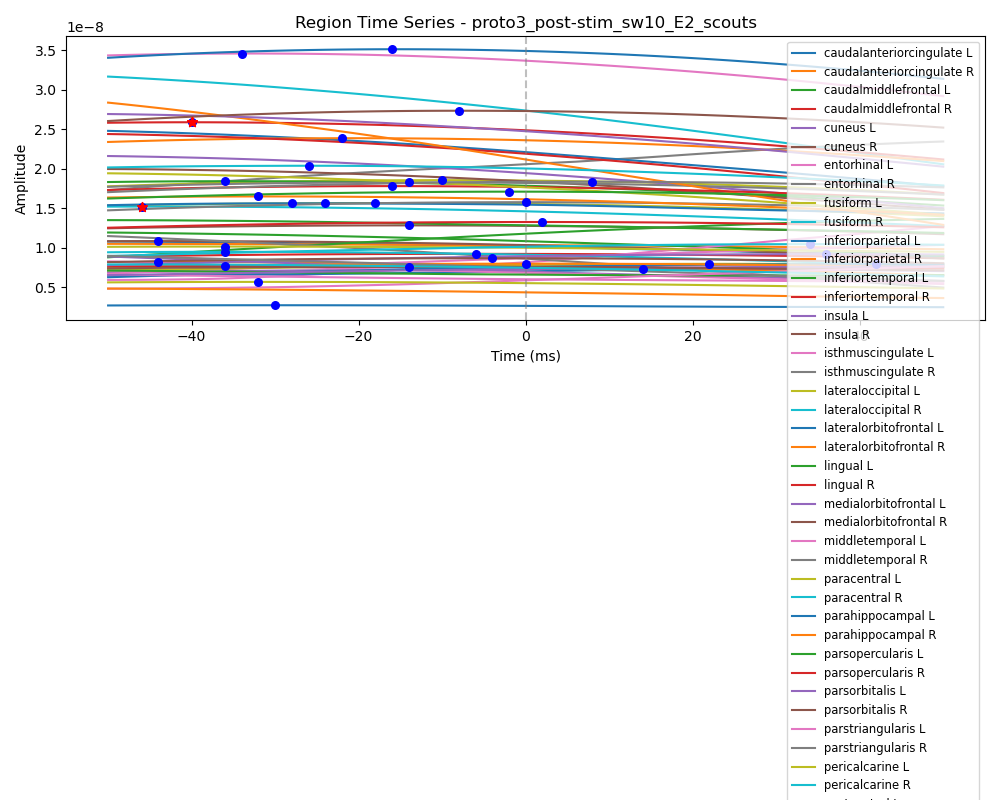 Region Time Series - proto3_post-stim_sw10_E2_scouts
1e−8
3.5
3.0
2.5
2.0
1.5
1.0
0.5
Amplitude
−40
−20
0
20
Time (ms)
caudalanteriorcingulate L
caudalanteriorcingulate R
caudalmiddlefrontal L
caudalmiddlefrontal R
cuneus L
cuneus R
entorhinal L
entorhinal R
fusiform L
fusiform R
inferiorparietal L
inferiorparietal R
inferiortemporal L
inferiortemporal R
insula L
insula R
isthmuscingulate L
isthmuscingulate R
lateraloccipital L
lateraloccipital R
lateralorbitofrontal L
lateralorbitofrontal R
lingual L
lingual R
medialorbitofrontal L
medialorbitofrontal R
middletemporal L
middletemporal R
paracentral L
paracentral R
parahippocampal L
parahippocampal R
parsopercularis L
parsopercularis R
parsorbitalis L
parsorbitalis R
parstriangularis L
parstriangularis R
pericalcarine L
pericalcarine R